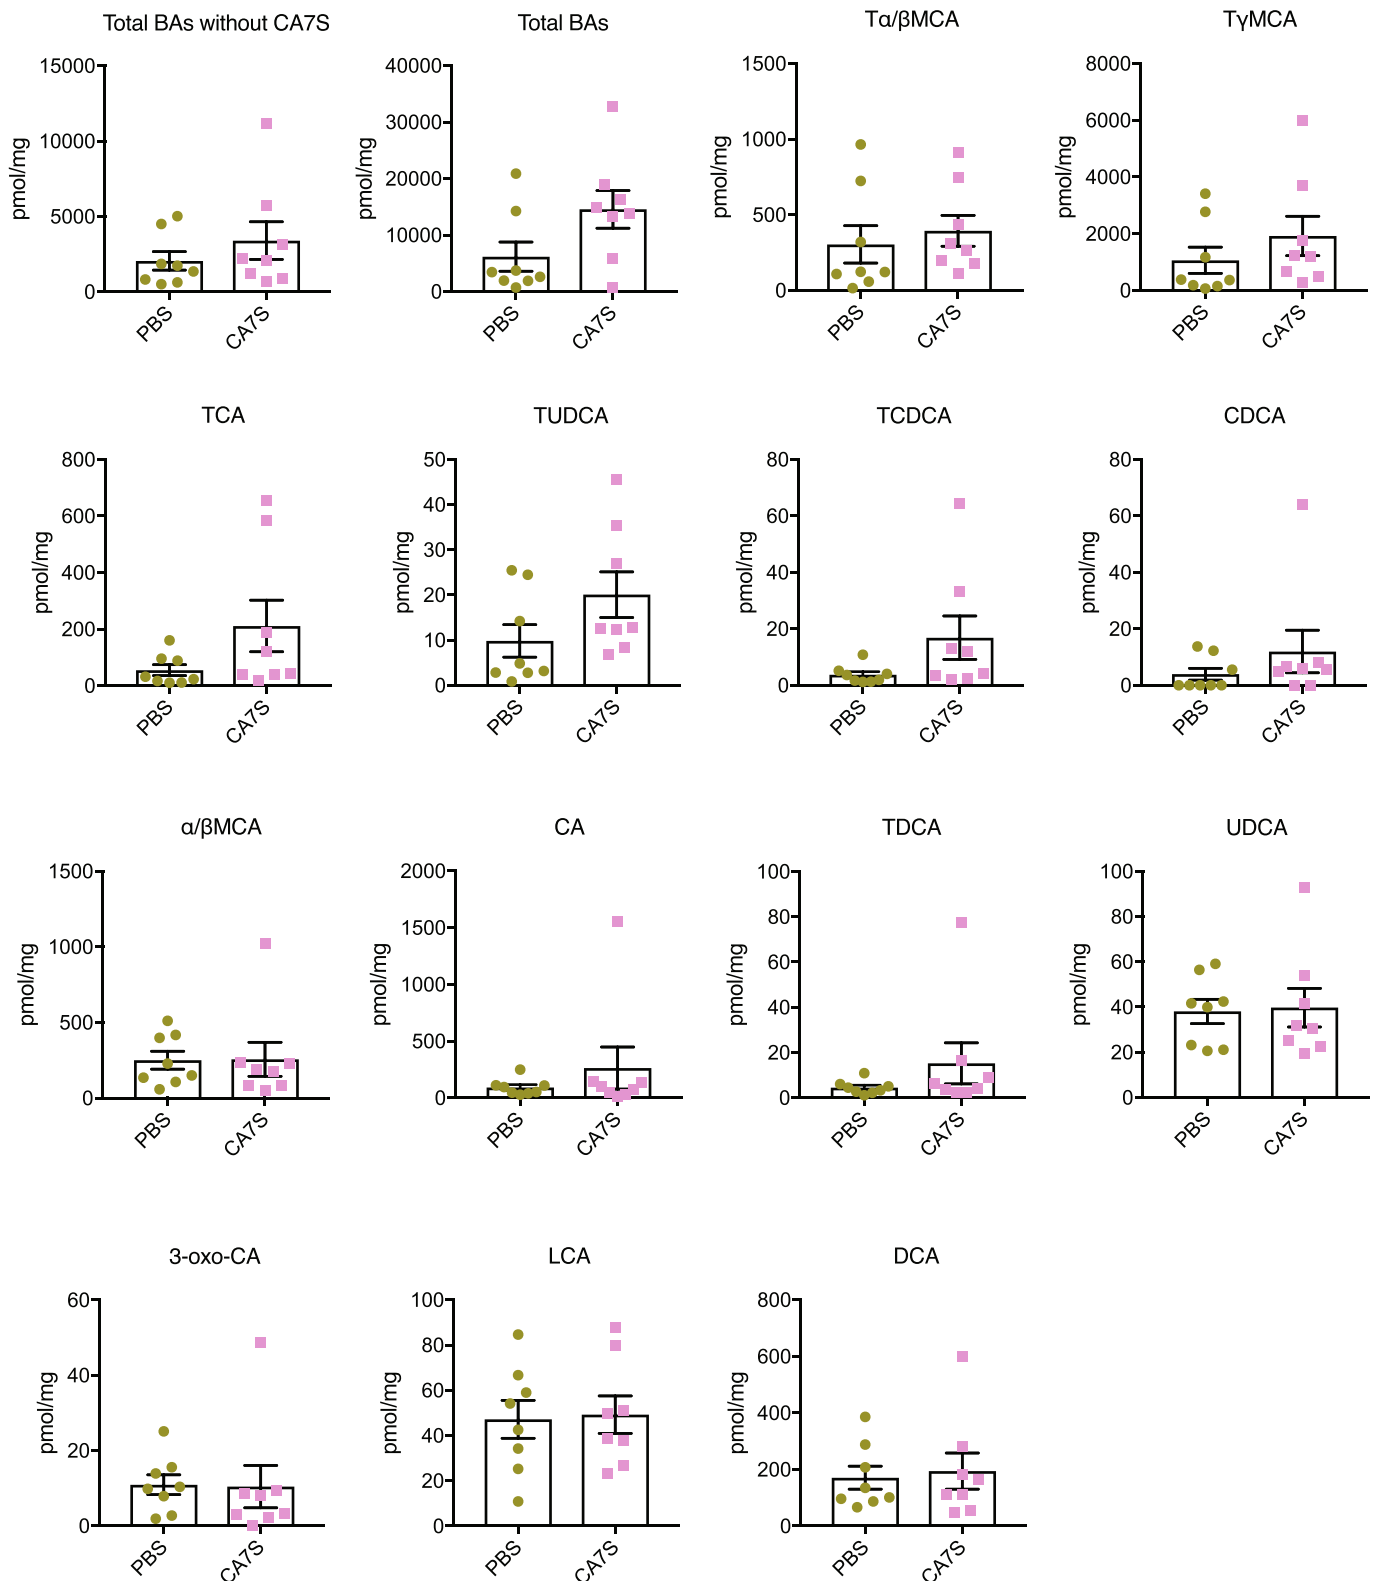 Total BAs without CA7S
15000
10000
5000
0
pmol/mg
PBS
CA7S
Total BAs
40000
30000
20000
10000
0
pmol/mg
PBS
CA7S
Tα/βMCA
1500
1000
500
0
pmol/mg
PBS
CA7S
TγMCA
8000
6000
4000
2000
0
pmol/mg
PBS
CA7S
TCA
800
600
400
200
0
pmol/mg
PBS
CA7S
TUDCA
50
40
30
20
10
0
pmol/mg
PBS
CA7S
TCDCA
80
60
40
20
0
pmol/mg
PBS
CA7S
CDCA
80
60
40
20
0
pmol/mg
PBS
CA7S
α/βMCA
1500
1000
500
0
pmol/mg
PBS
CA7S
CA
2000
1500
1000
500
0
pmol/mg
PBS
CA7S
TDCA
100
80
60
40
20
0
pmol/mg
PBS
CA7S
UDCA
100
80
60
40
20
0
pmol/mg
PBS
CA7S
3-oxo-CA
60
40
20
0
pmol/mg
PBS
CA7S
LCA
100
80
60
40
20
0
pmol/mg
PBS
CA7S
DCA
800
600
400
200
0
pmol/mg
PBS
CA7S